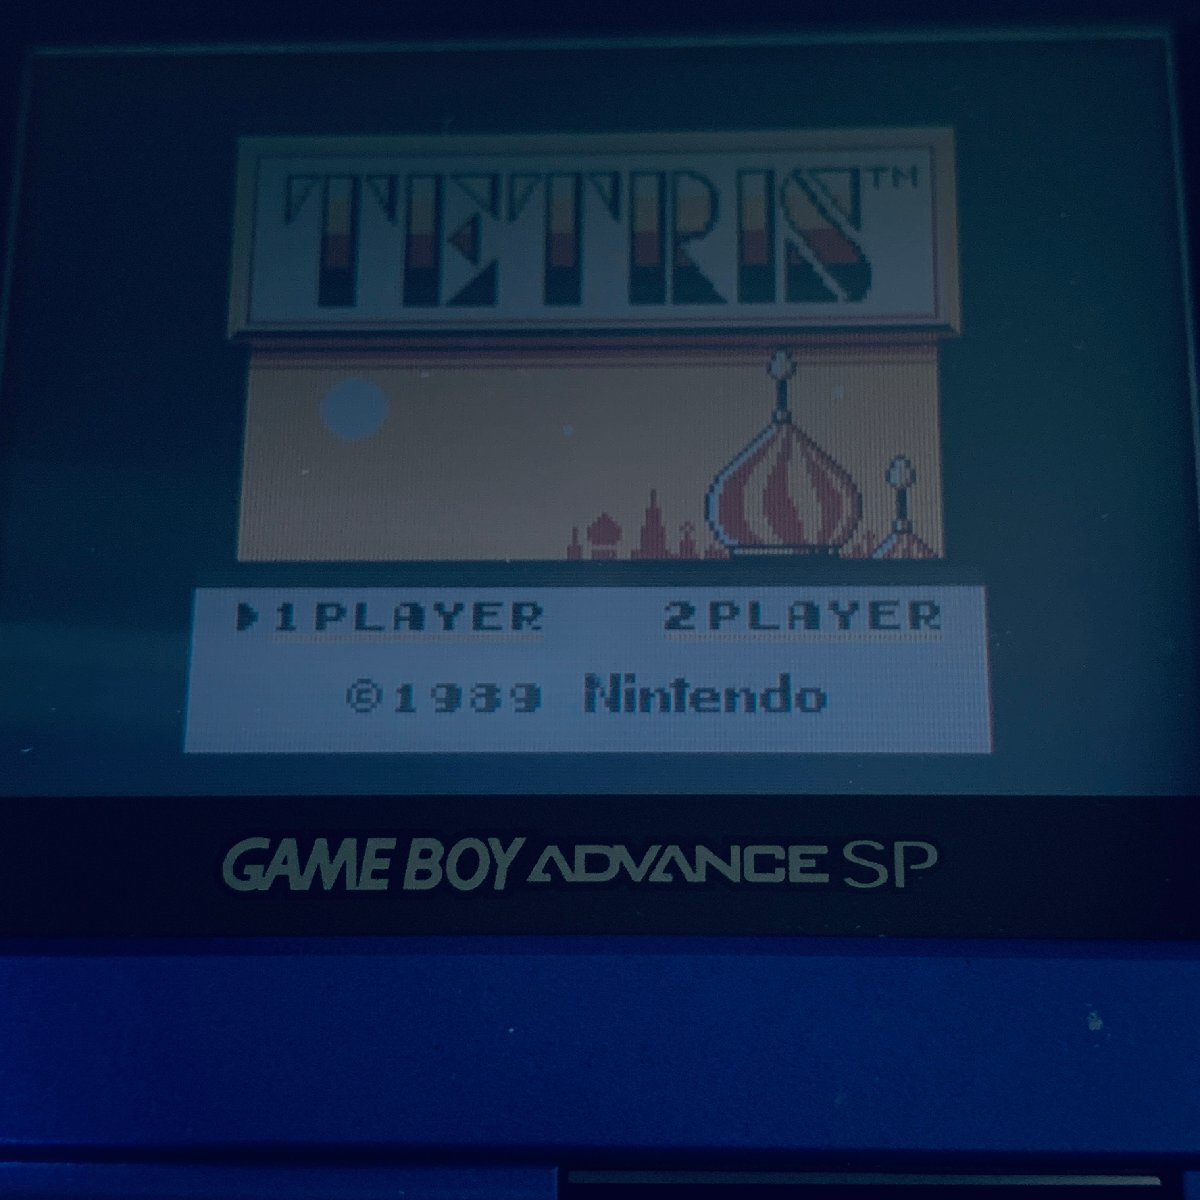 TETRIS™
▶1PLAYER 2PLAYER
©1989 Nintendo
GAME BOY ADVANCE SP